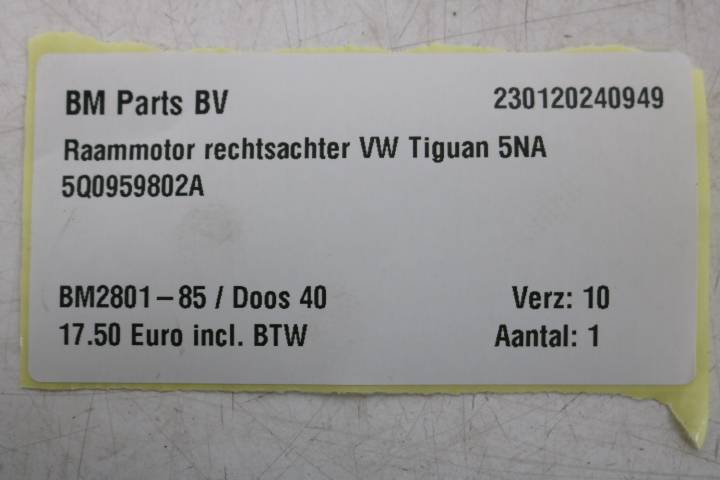 BM Parts BV 230120240949
Raammotor rechtsachter VW Tiguan 5NA
5Q0959802A
BM2801-85 / Doos 40 Verz: 10
17.50 Euro incl. BTW Aantal: 1